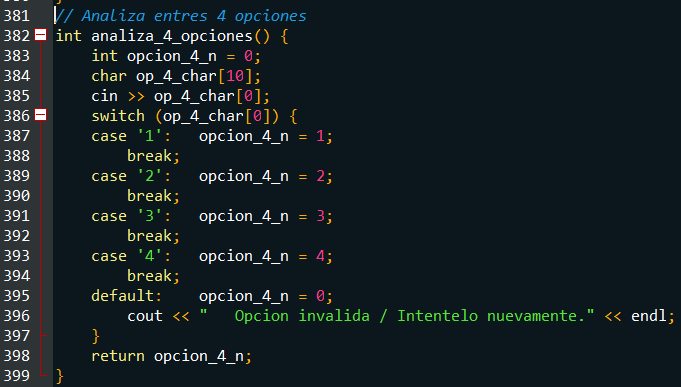 381 // Analiza entres 4 opciones
382 int analiza_4_opciones() {
383     int opcion_4_n = 0;
384     char op_4_char[10];
385     cin >> op_4_char[0];
386     switch (op_4_char[0]) {
387     case '1':   opcion_4_n = 1;
388         break;
389     case '2':   opcion_4_n = 2;
390         break;
391     case '3':   opcion_4_n = 3;
392         break;
393     case '4':   opcion_4_n = 4;
394         break;
395     default:    opcion_4_n = 0;
396         cout << "   Opcion invalida / Intentelo nuevamente." << endl;
397     }
398     return opcion_4_n;
399 }